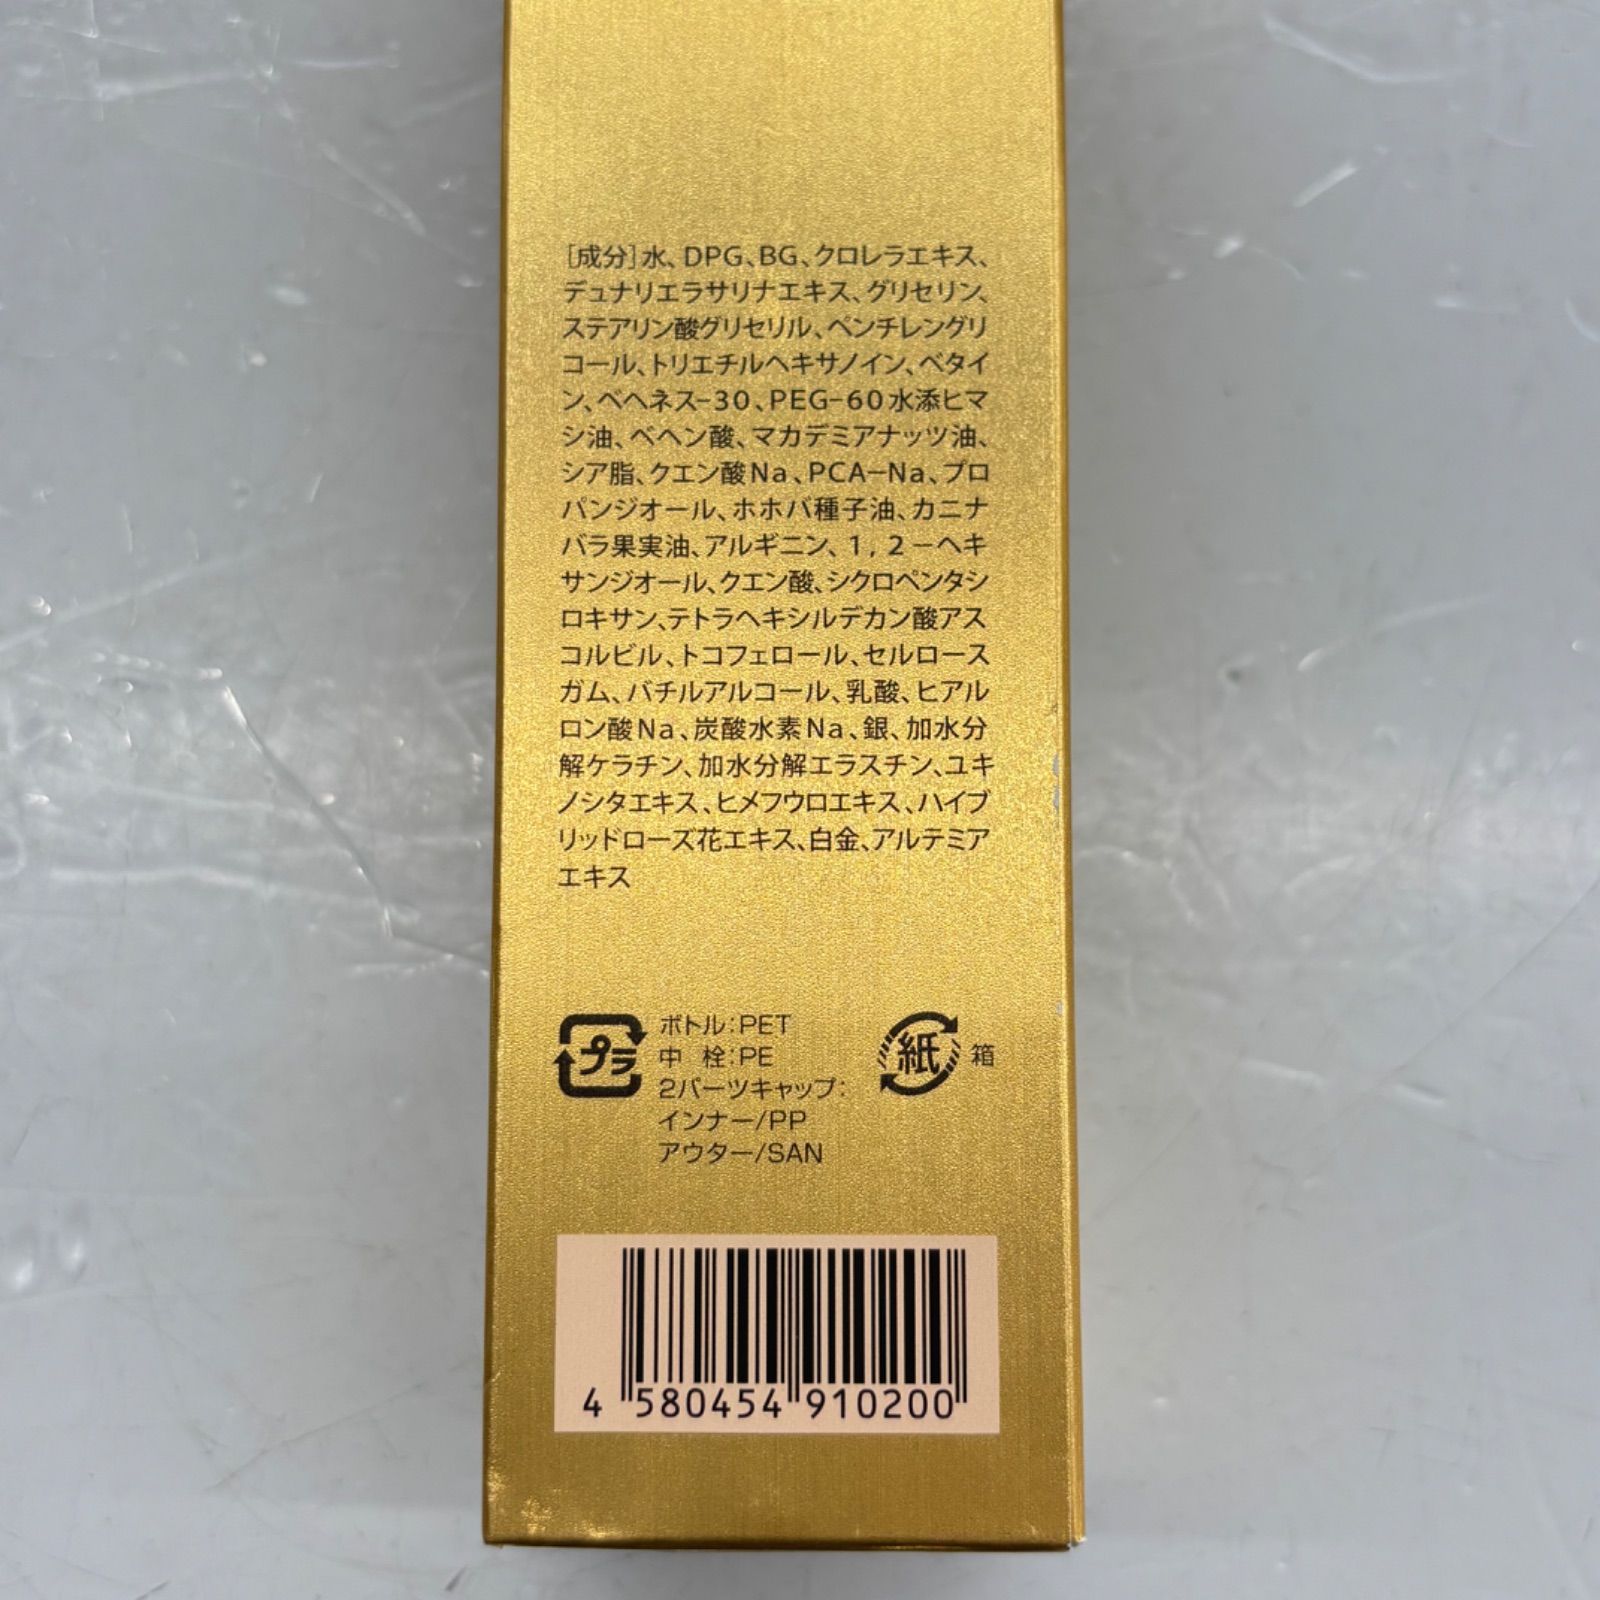 [成分]水、DPG、BG、クロレラエキス、
デュナリエラサリナエキス、グリセリン、
ステアリン酸グリセリル、ペンチレングリ
コール、トリエチルヘキサノイン、ベタイ
ン、ベヘネス-30、PEG-60水添ヒマ
シ油、ベヘン酸、マカデミアナッツ油、
シア脂、クエン酸Na、PCA-Na、プロ
パンジオール、ホホバ種子油、カニナ
バラ果実油、アルギニン、1,2-ヘキ
サンジオール、クエン酸、シクロペンタシ
ロキサン、テトラヘキシルデカン酸アス
コルビル、トコフェロール、セルロース
ガム、バチルアルコール、乳酸、ヒアル
ロン酸Na、炭酸水素Na、銀、加水分
解ケラチン、加水分解エラスチン、ユキ
ノシタエキス、ヒメフウロエキス、ハイブ
リッドローズ花エキス、白金、アルテミア
エキス
プラ
ボトル:PET
中 栓:PE
2パーツキャップ:
インナー/PP
アウター/SAN
紙 箱
4 580454 910200